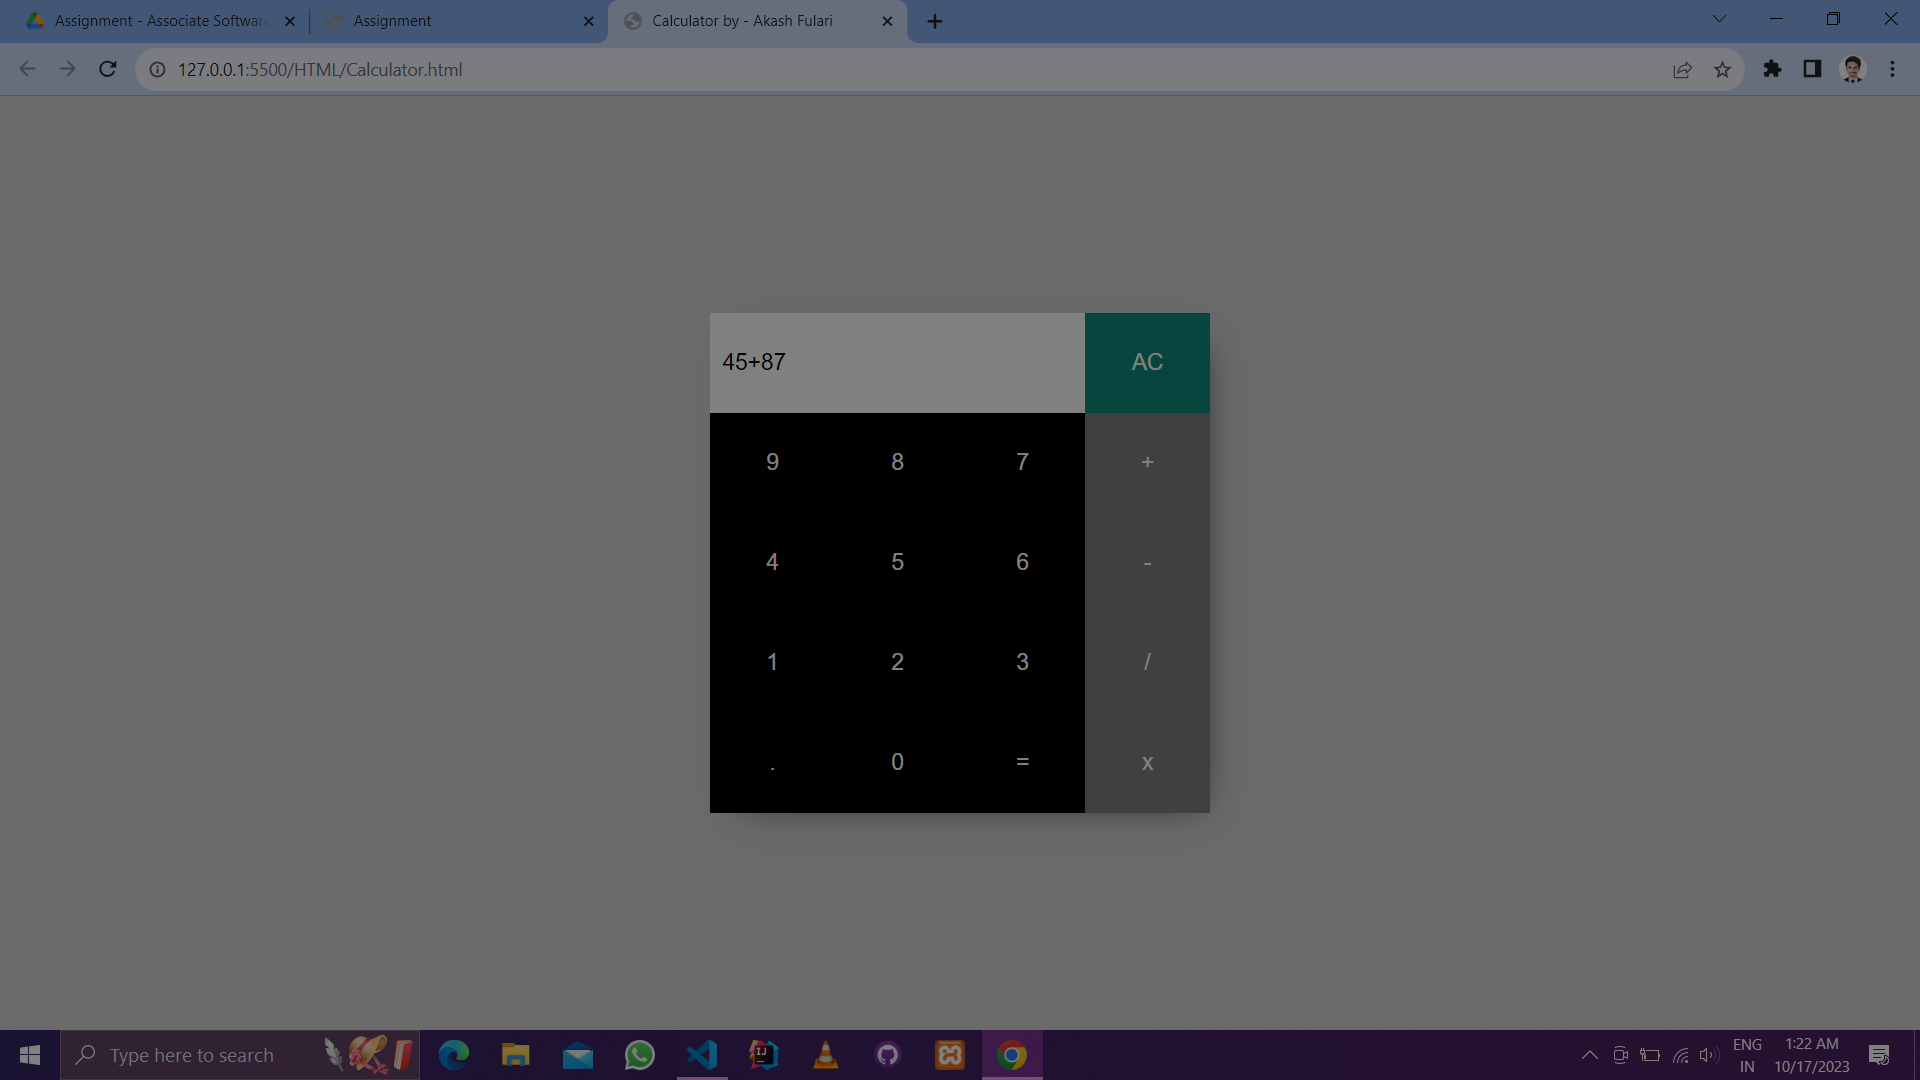 Assignment - Associate Softwar
Assignment
Calculator by - Akash Fulari
127.0.0.1:5500/HTML/Calculator.html
45+87
AC
9 8 7 +
4 5 6 -
1 2 3 /
. 0 = x
Type here to search
ENG
IN
1:22 AM
10/17/2023